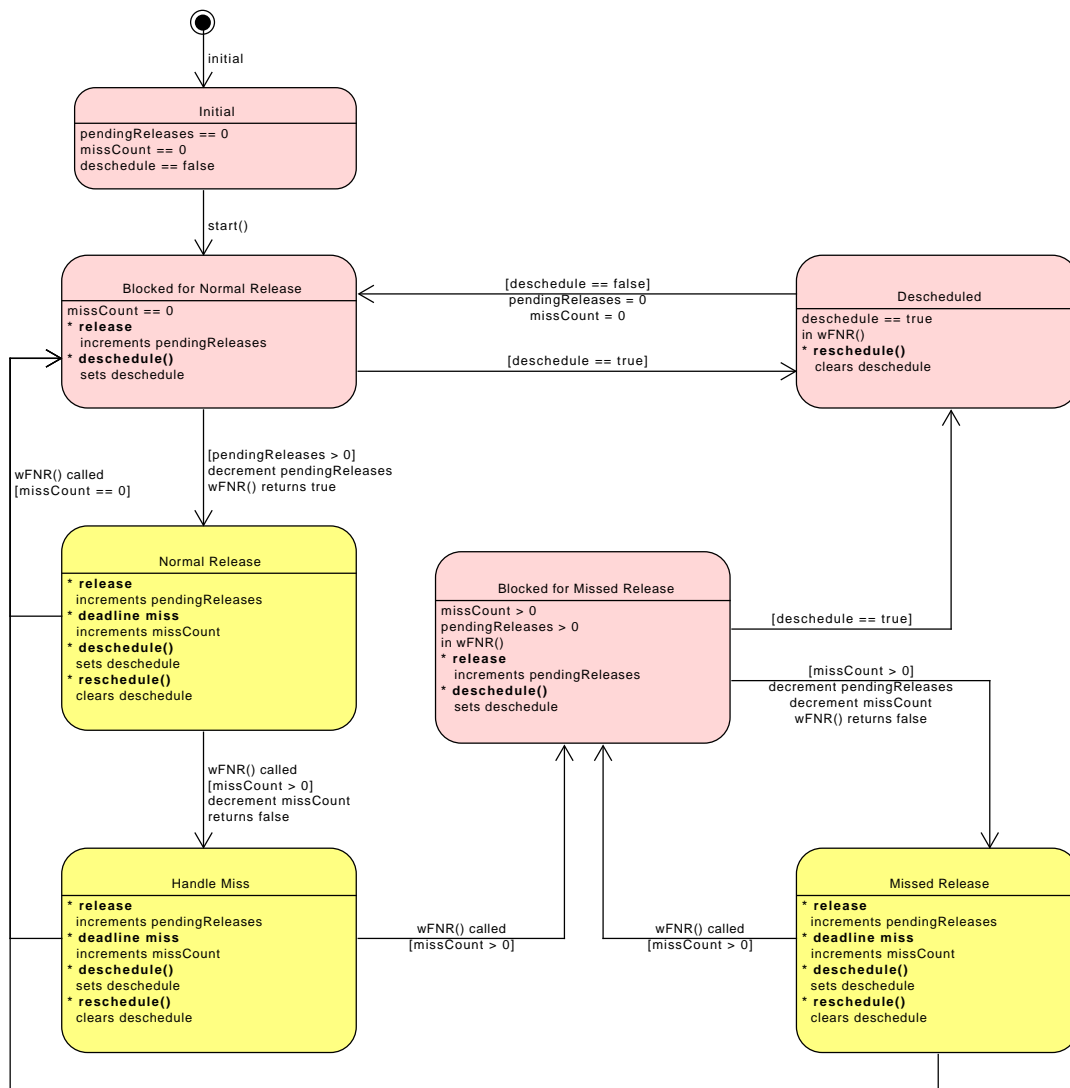 initial
Initial
pendingReleases == 0
missCount == 0
deschedule == false
start()
Blocked for Normal Release
missCount == 0
* release
increments pendingReleases
* deschedule()
sets deschedule
[deschedule == false]
pendingReleases = 0
missCount = 0
[deschedule == true]
Descheduled
deschedule == true
in wFNR()
* reschedule()
clears deschedule
wFNR() called
[missCount == 0]
[pendingReleases > 0]
decrement pendingReleases
wFNR() returns true
Normal Release
* release
increments pendingReleases
* deadline miss
increments missCount
* deschedule()
sets deschedule
* reschedule()
clears deschedule
Blocked for Missed Release
missCount > 0
pendingReleases > 0
in wFNR()
* release
increments pendingReleases
* deschedule()
sets deschedule
[deschedule == true]
[missCount > 0]
decrement pendingReleases
decrement missCount
wFNR() returns false
wFNR() called
[missCount > 0]
decrement missCount
returns false
Handle Miss
* release
increments pendingReleases
* deadline miss
increments missCount
* deschedule()
sets deschedule
* reschedule()
clears deschedule
wFNR() called
[missCount > 0]
wFNR() called
[missCount > 0]
Missed Release
* release
increments pendingReleases
* deadline miss
increments missCount
* deschedule()
sets deschedule
* reschedule()
clears deschedule